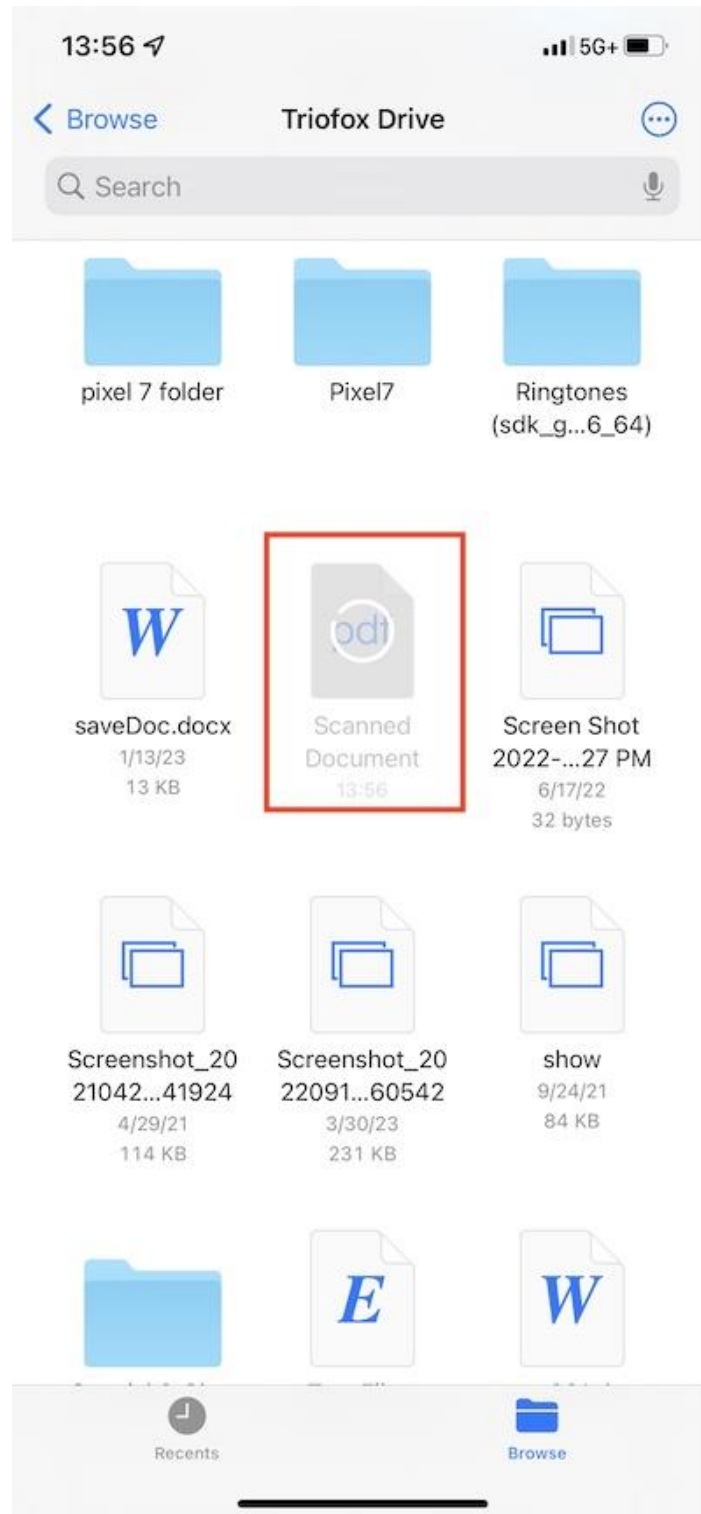 13:56
5G+
Browse
Triofox Drive
Search
pixel 7 folder
Pixel7
Ringtones
(sdk_g...6_64)
W
saveDoc.docx
1/13/23
13 KB
pdf
Scanned
Document
13:56
Screen Shot
2022-...27 PM
6/17/22
32 bytes
Screenshot_20
21042...41924
4/29/21
114 KB
Screenshot_20
22091...60542
3/30/23
231 KB
show
9/24/21
84 KB
E
W
Recents
Browse